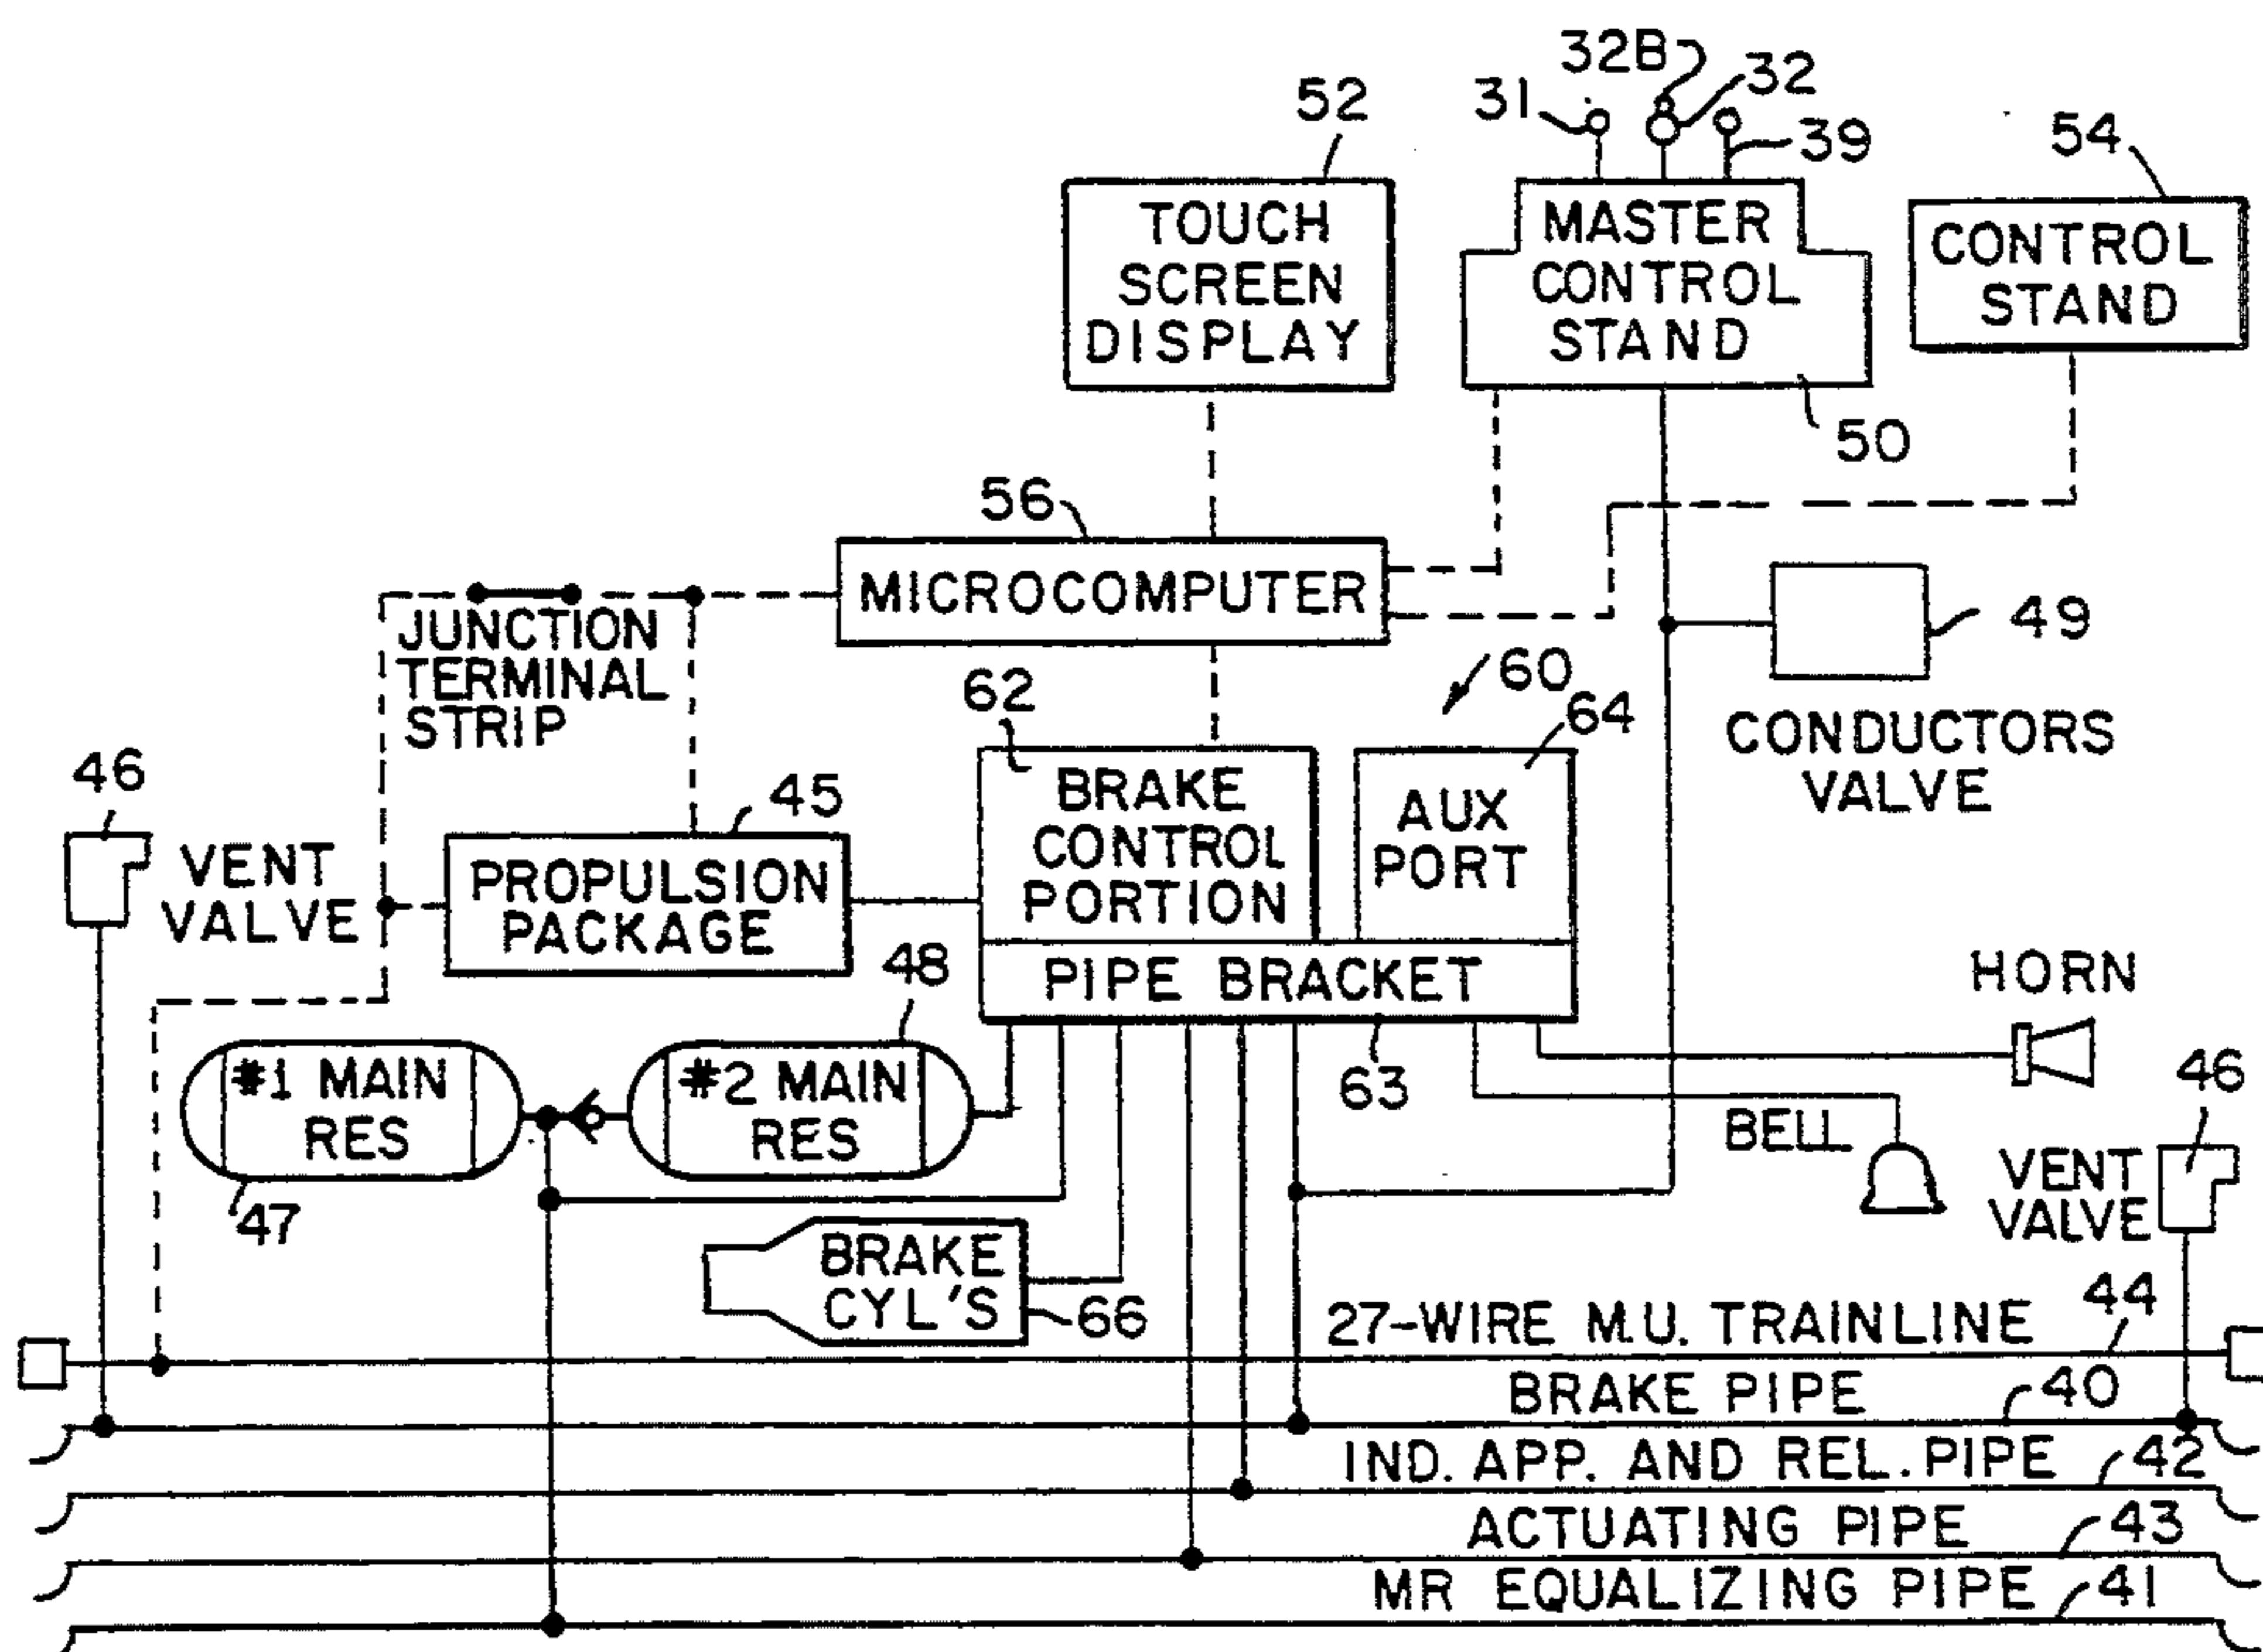 32B
31
32
39
52
54
TOUCH
SCREEN
DISPLAY
MASTER
CONTROL
STAND
CONTROL
STAND
50
56
MICROCOMPUTER
49
JUNCTION
TERMINAL
STRIP
CONDUCTORS
VALVE
60
62
64
46
45
VENT
VALVE
PROPULSION
PACKAGE
BRAKE
CONTROL
PORTION
AUX
PORT
48
PIPE BRACKET
HORN
#1 MAIN
RES
#2 MAIN
RES
63
46
47
BELL
VENT
VALVE
BRAKE
CYL'S
66
27-WIRE M.U. TRAINLINE
44
BRAKE PIPE
40
IND. APP. AND REL. PIPE
42
ACTUATING PIPE
43
MR EQUALIZING PIPE
41